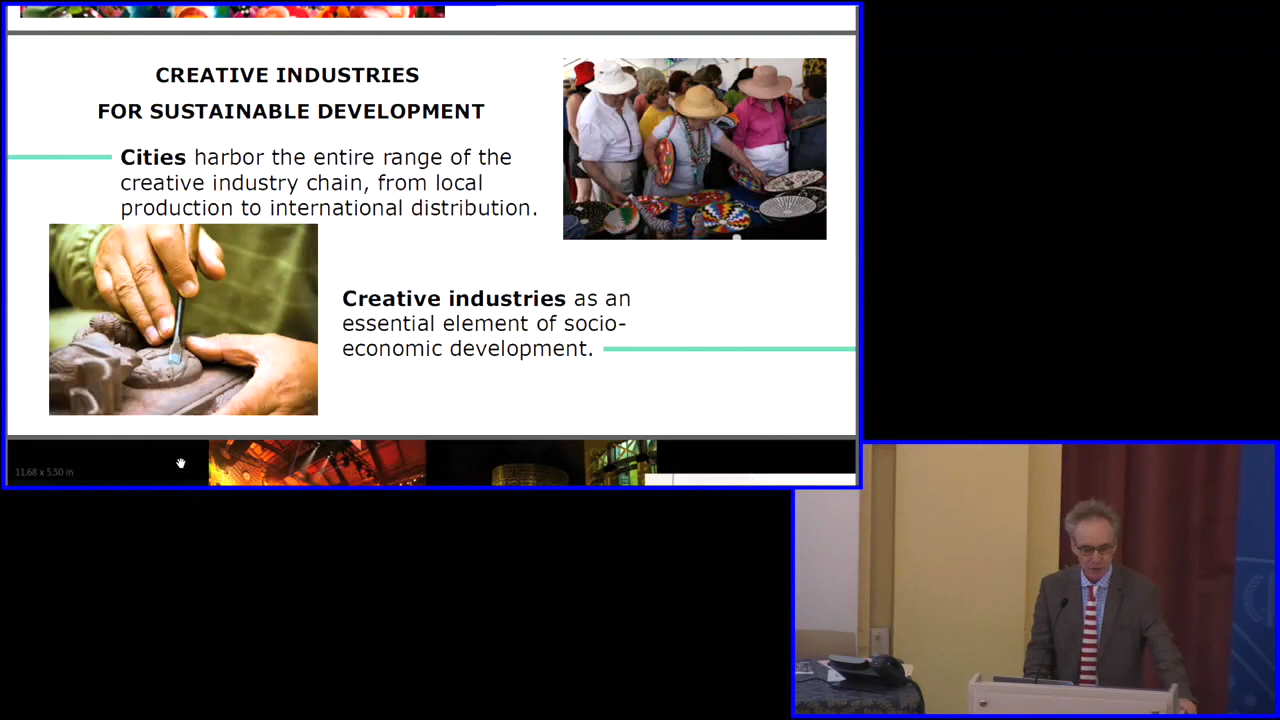 CREATIVE INDUSTRIES
FOR SUSTAINABLE DEVELOPMENT
Cities harbor the entire range of the
creative industry chain, from local
production to international distribution.
Creative industries as an
essential element of socio-
economic development.
11,68 x 5,50 in